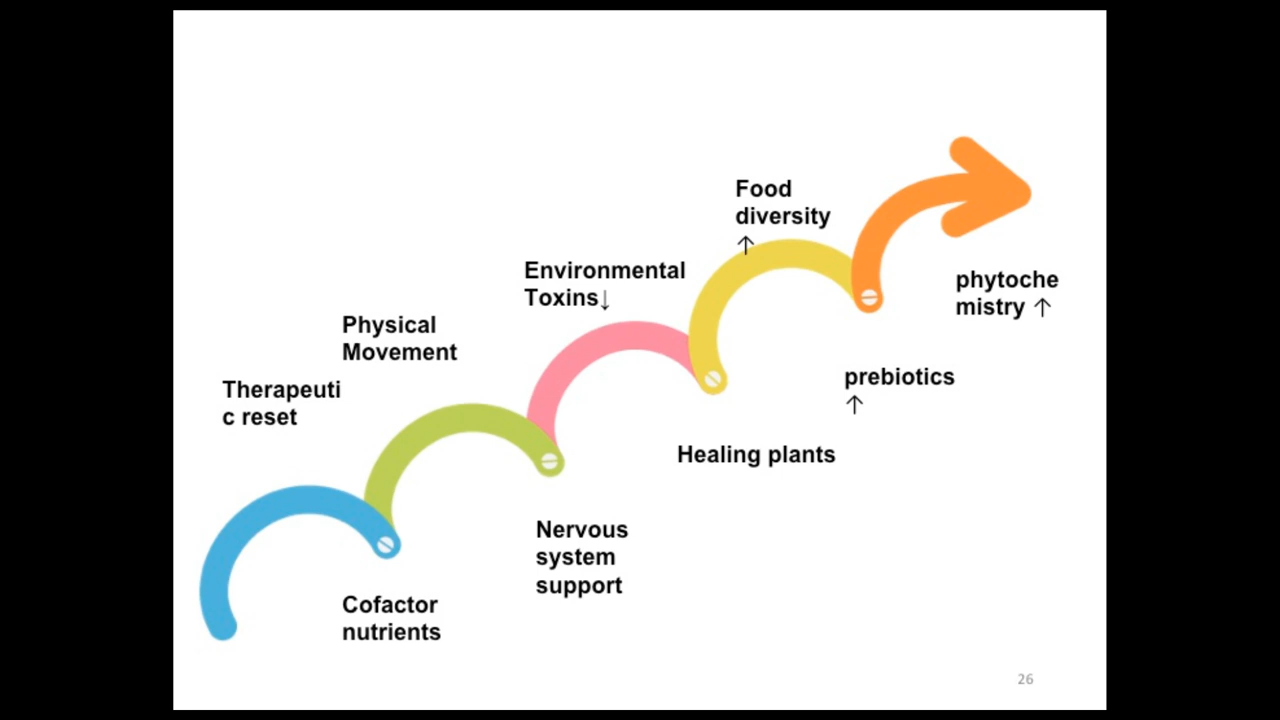 Food
diversity
↑
Environmental
Toxins↓
phytoche
mistry ↑
Physical
Movement
Therapeuti
c reset
prebiotics
↑
Healing plants
Nervous
system
support
Cofactor
nutrients
26